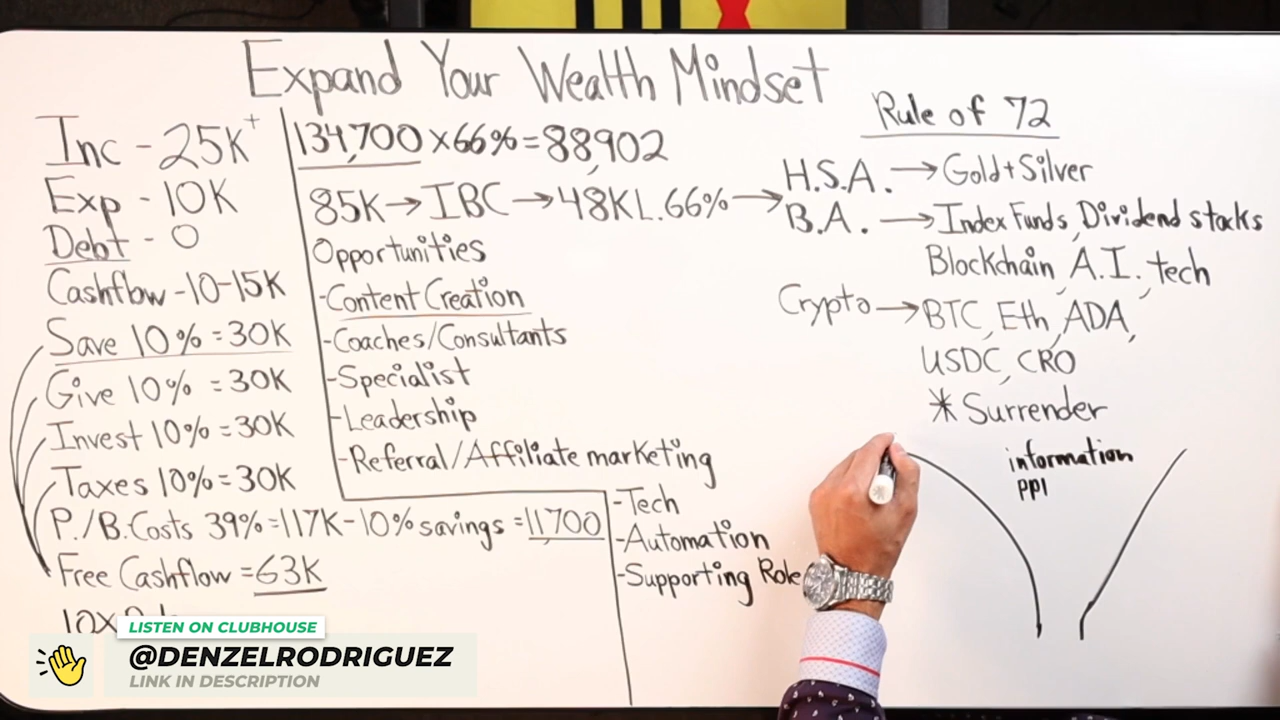 Expand Your Wealth Mindset
Inc - 25K+
Exp - 10K
Debt - 0
Cashflow - 10-15K
Save 10% = 30K
Give 10% = 30K
Invest 10% = 30K
Taxes 10% = 30K
P./B. Costs 39% = 117K - 10% savings = 11,700
Free Cashflow = 63K
10X
134,700 x 66% = 88,902
85K → IBC → 48K L. 66% →
Opportunities
- Content Creation
- Coaches/Consultants
- Specialist
- Leadership
- Referral/Affiliate marketing
- Tech
- Automation
- Supporting Role
Rule of 72
H.S.A. → Gold + Silver
B.A. → Index Funds, Dividend stocks
Blockchain, A.I., tech
Crypto → BTC, Eth, ADA,
USDC, CRO
* Surrender
information
PPI
LISTEN ON CLUBHOUSE
@DENZELRODRIGUEZ
LINK IN DESCRIPTION